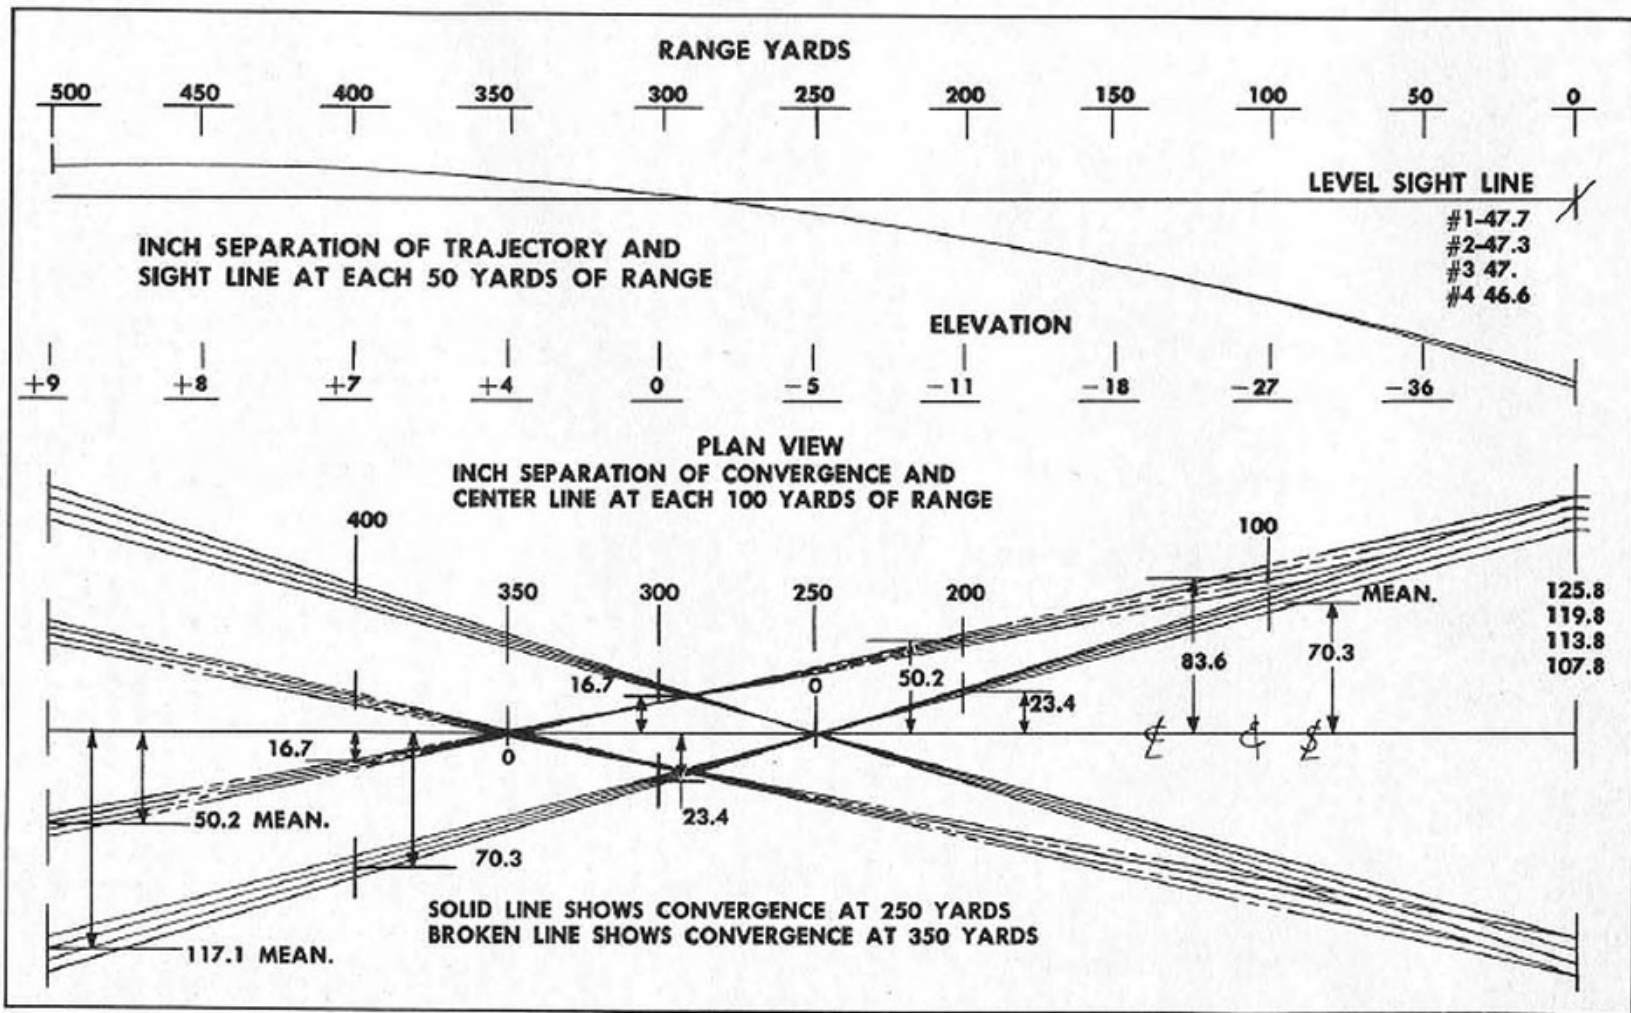 RANGE YARDS
500 450 400 350 300 250 200 150 100 50 0
LEVEL SIGHT LINE
#1-47.7
#2-47.3
#3 47.
#4 46.6
INCH SEPARATION OF TRAJECTORY AND
SIGHT LINE AT EACH 50 YARDS OF RANGE
ELEVATION
+9 +8 +7 +4 0 -5 -11 -18 -27 -36
PLAN VIEW
INCH SEPARATION OF CONVERGENCE AND
CENTER LINE AT EACH 100 YARDS OF RANGE
400 100
350 300 250 200
MEAN.
125.8
119.8
113.8
107.8
16.7 0 50.2 83.6 70.3
23.4
16.7 0
23.4
50.2 MEAN.
70.3
117.1 MEAN.
SOLID LINE SHOWS CONVERGENCE AT 250 YARDS
BROKEN LINE SHOWS CONVERGENCE AT 350 YARDS